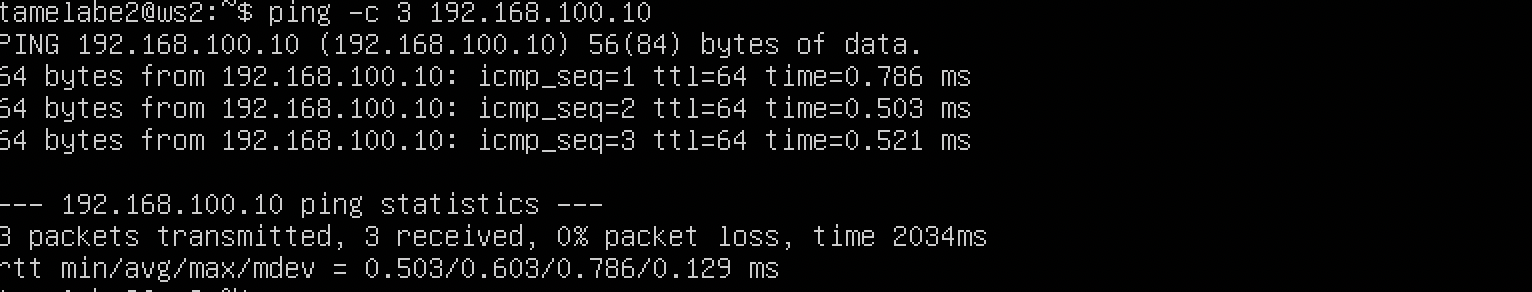 tamelabe2@ws2:~$ ping -c 3 192.168.100.10
PING 192.168.100.10 (192.168.100.10) 56(84) bytes of data.
64 bytes from 192.168.100.10: icmp_seq=1 ttl=64 time=0.786 ms
64 bytes from 192.168.100.10: icmp_seq=2 ttl=64 time=0.503 ms
64 bytes from 192.168.100.10: icmp_seq=3 ttl=64 time=0.521 ms
--- 192.168.100.10 ping statistics ---
3 packets transmitted, 3 received, 0% packet loss, time 2034ms
rtt min/avg/max/mdev = 0.503/0.603/0.786/0.129 ms